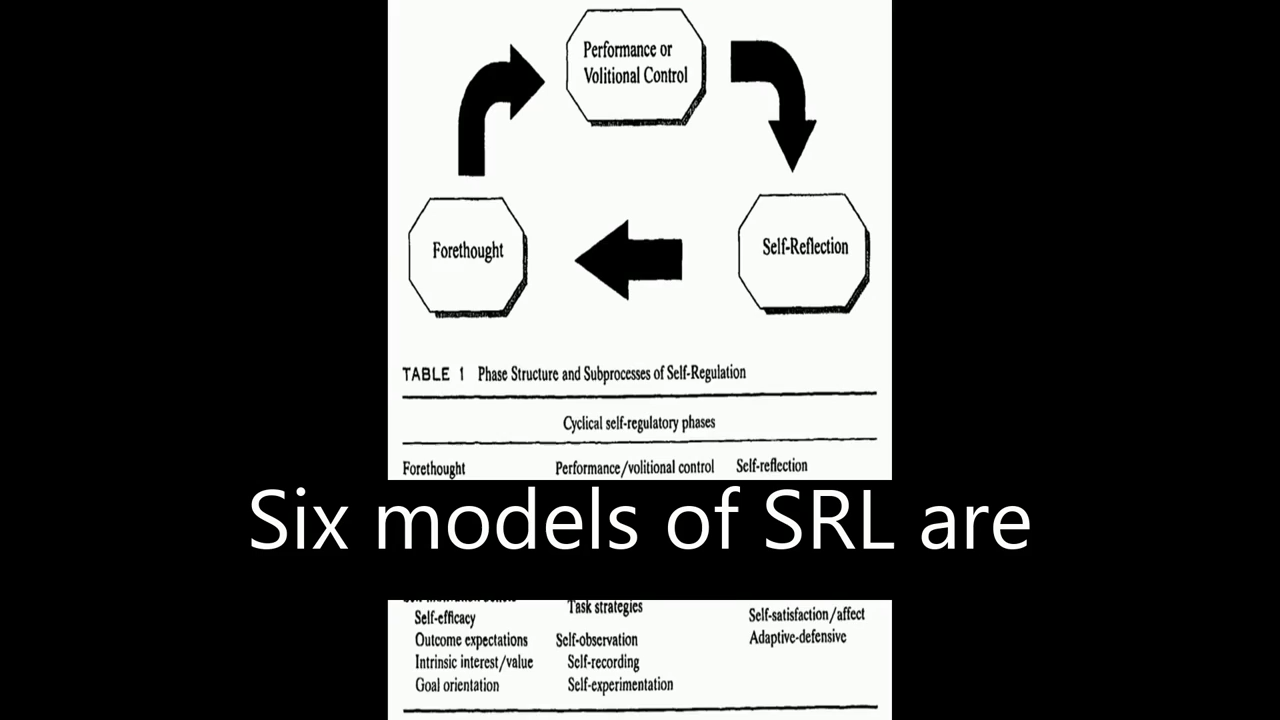 Performance or
Volitional Control
Forethought
Self-Reflection
TABLE 1 Phase Structure and Subprocesses of Self-Regulation
Cyclical self-regulatory phases
Forethought Performance/volitional control Self-reflection
Six models of SRL are
Task strategies
Self-efficacy Self-satisfaction/affect
Outcome expectations Self-observation Adaptive-defensive
Intrinsic interest/value Self-recording
Goal orientation Self-experimentation